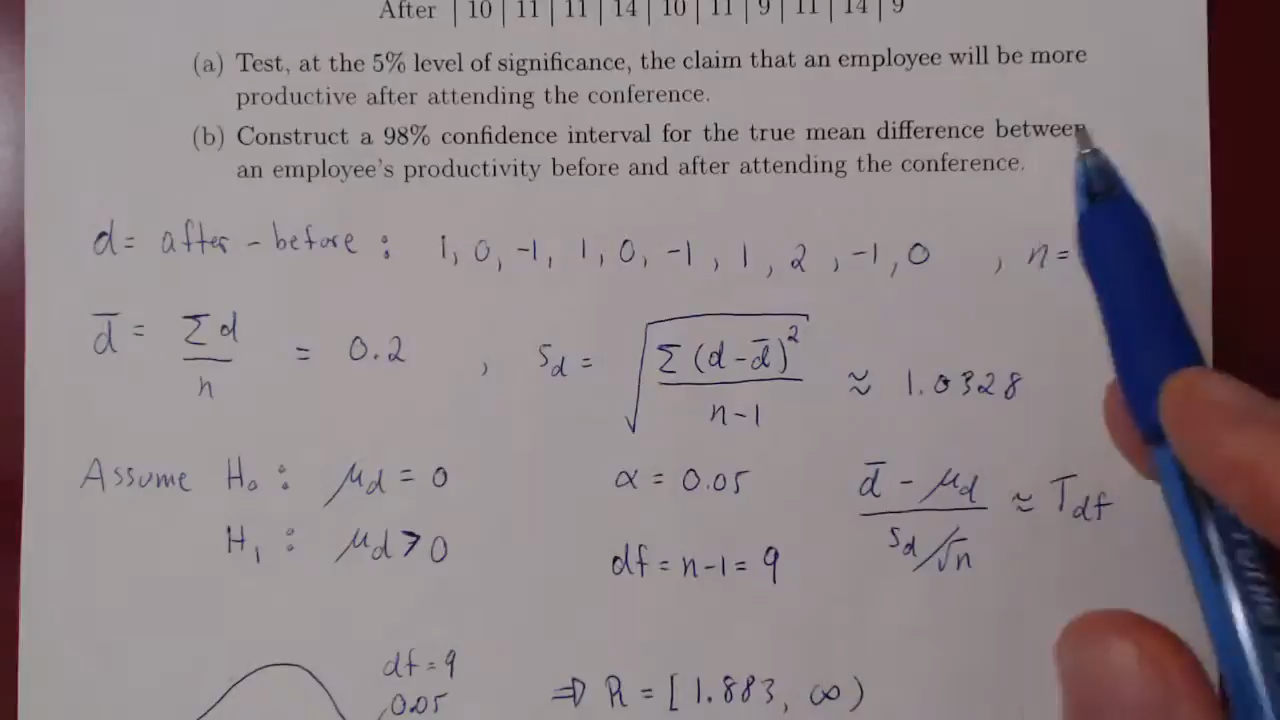 After | 10 | 11 | 11 | 14 | 10 | 11 | 9 | 11 | 14 | 9
(a) Test, at the 5% level of significance, the claim that an employee will be more
productive after attending the conference.
(b) Construct a 98% confidence interval for the true mean difference between
an employee's productivity before and after attending the conference.
d = after - before : 1, 0, -1, 1, 0, -1, 1, 2, -1, 0 , n =
d̄ = Σd / n = 0.2 , s_d = √(Σ(d - d̄)² / n-1) ≈ 1.0328
Assume H₀ : μ_d = 0 α = 0.05 d̄ - μ_d / s_d/√n ≈ T_df
H₁ : μ_d > 0 df = n-1 = 9
df = 9
0.05 ⇒ R = [1.883, ∞)